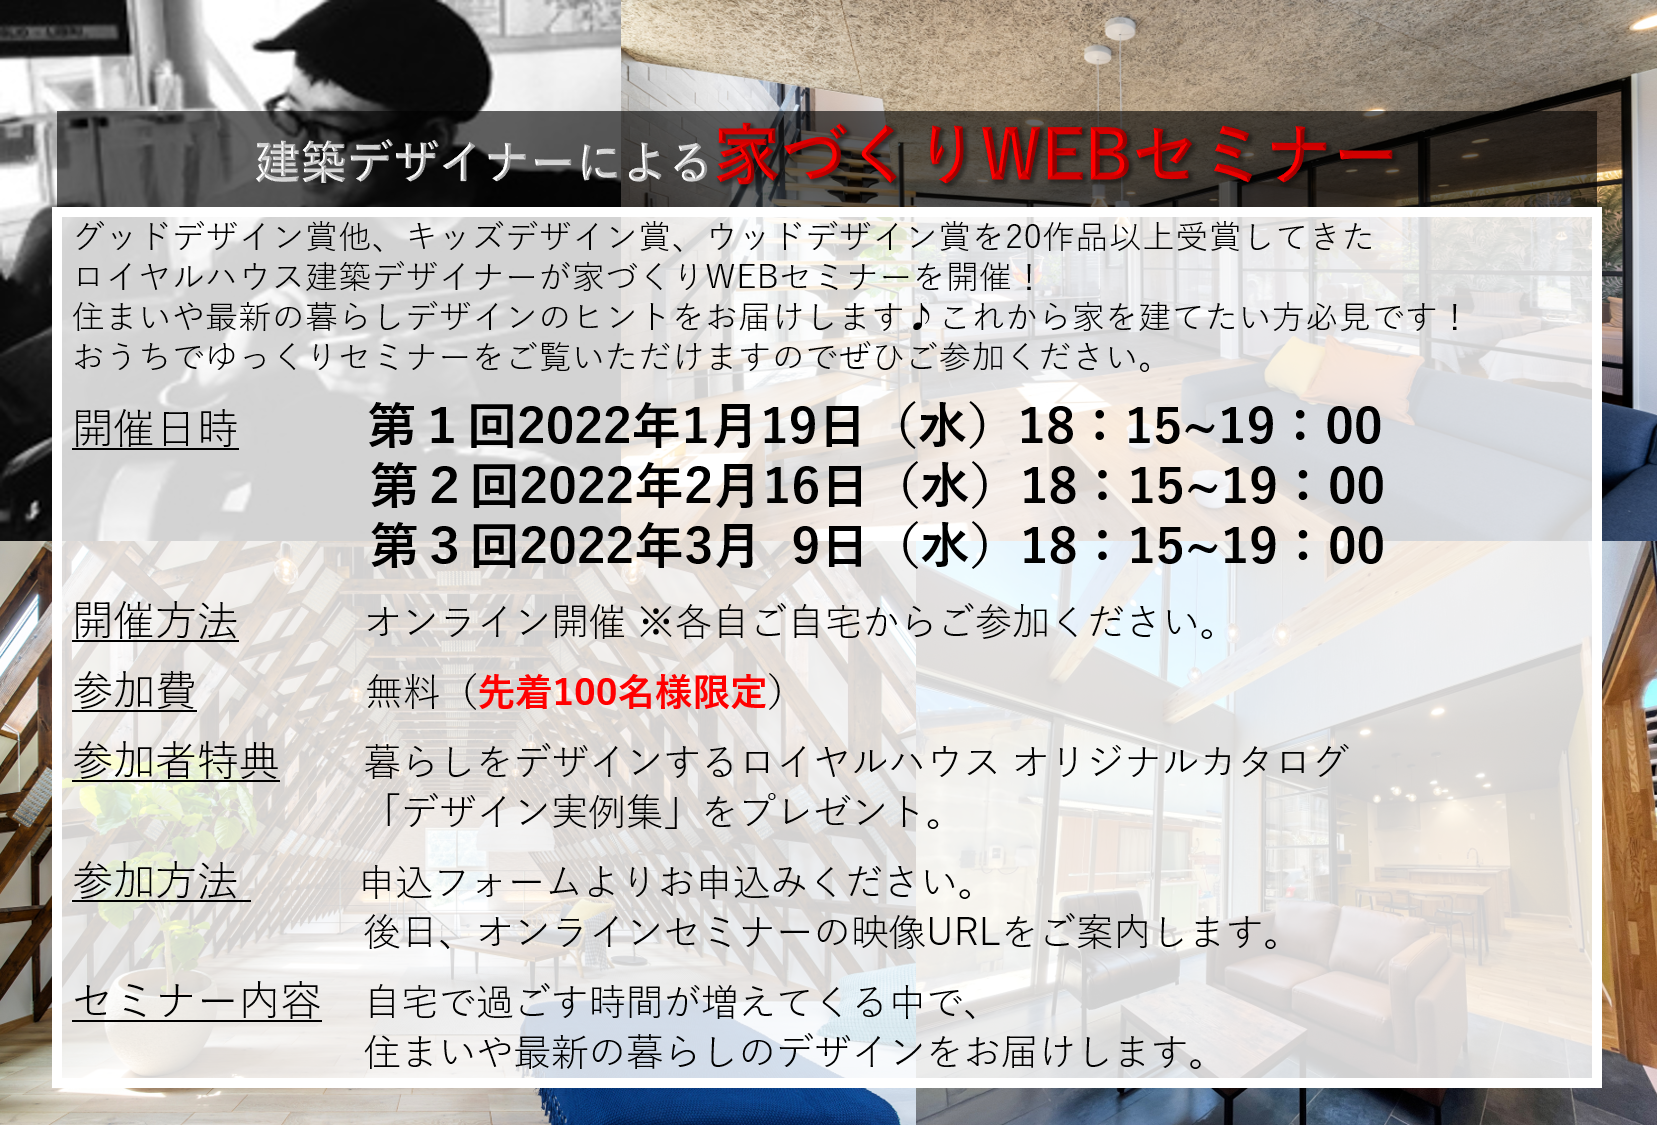 建築デザイナーによる家づくりWEBセミナー
グッドデザイン賞他、キッズデザイン賞、ウッドデザイン賞を20作品以上受賞してきた
ロイヤルハウス建築デザイナーが家づくりWEBセミナーを開催！
住まいや最新の暮らしデザインのヒントをお届けします♪これから家を建てたい方必見です！
おうちでゆっくりセミナーをご覧いただけますのでぜひご参加ください。
開催日時 第１回2022年1月19日（水）18：15~19：00
第２回2022年2月16日（水）18：15~19：00
第３回2022年3月 9日（水）18：15~19：00
開催方法 オンライン開催 ※各自ご自宅からご参加ください。
参加費 無料（先着100名様限定）
参加者特典 暮らしをデザインするロイヤルハウス オリジナルカタログ
「デザイン実例集」をプレゼント。
参加方法 申込フォームよりお申込みください。
後日、オンラインセミナーの映像URLをご案内します。
セミナー内容 自宅で過ごす時間が増えてくる中で、
住まいや最新の暮らしのデザインをお届けします。